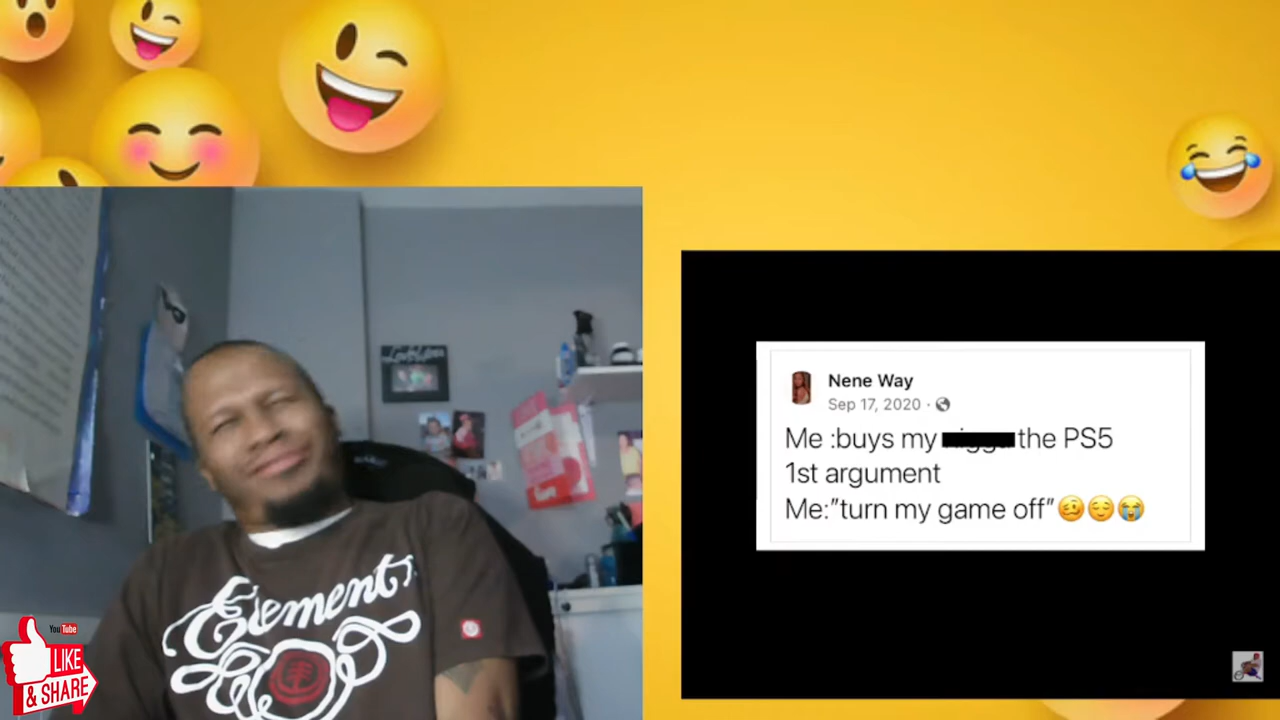 Nene Way
Sep 17, 2020 ·
Me :buys my the PS5
1st argument
Me:"turn my game off"🥴😌😭
Element
YouTube
LIKE
& SHARE